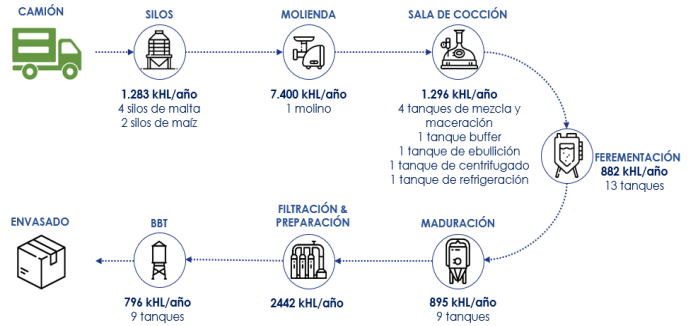 CAMIÓN
SILOS
1.283 kHL/año
4 silos de malta
2 silos de maíz
MOLIENDA
7.400 kHL/año
1 molino
SALA DE COCCIÓN
1.296 kHL/año
4 tanques de mezcla y
maceración
1 tanque buffer
1 tanque de ebullición
1 tanque de centrifugado
1 tanque de refrigeración
FEREMENTACIÓN
882 kHL/año
13 tanques
MADURACIÓN
895 kHL/año
9 tanques
FILTRACIÓN &
PREPARACIÓN
2442 kHL/año
BBT
796 kHL/año
9 tanques
ENVASADO